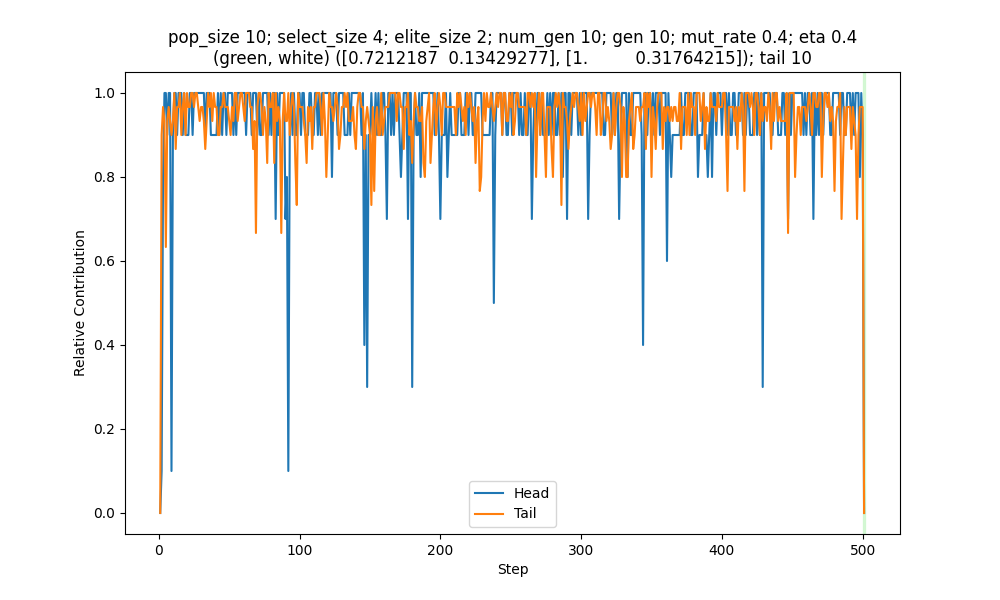 pop_size 10; select_size 4; elite_size 2; num_gen 10; gen 10; mut_rate 0.4; eta 0.4
(green, white) ([0.7212187  0.13429277], [1.         0.31764215]); tail 10
1.0
0.8
0.6
0.4
0.2
0.0
Relative Contribution
Head
Tail
0
100
200
300
400
500
Step